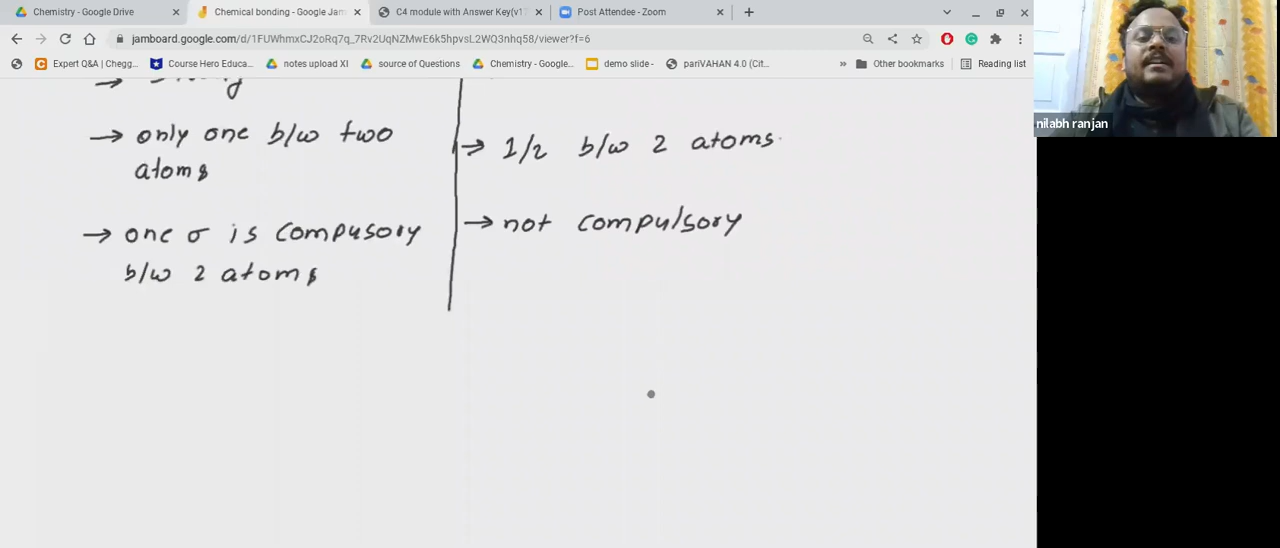 Chemistry - Google Drive
Chemical bonding - Google Jam
C4 module with Answer Key(v1
Post Attendee - Zoom
jamboard.google.com/d/1FUWhmxCJ2oRq7q_7Rv2UqNZMwE6k5hpvsL2WQ3nhq58/viewer?f=6
Expert Q&A | Chegg...
Course Hero Educa...
notes upload XI
source of Questions
Chemistry - Google...
demo slide -
pariVAHAN 4.0 (Cit...
»
Other bookmarks
Reading list
nilabh ranjan
→ only one b/w two
atoms
→ one σ is compusory
b/w 2 atoms
→ 1/2 b/w 2 atoms
→ not compulsory